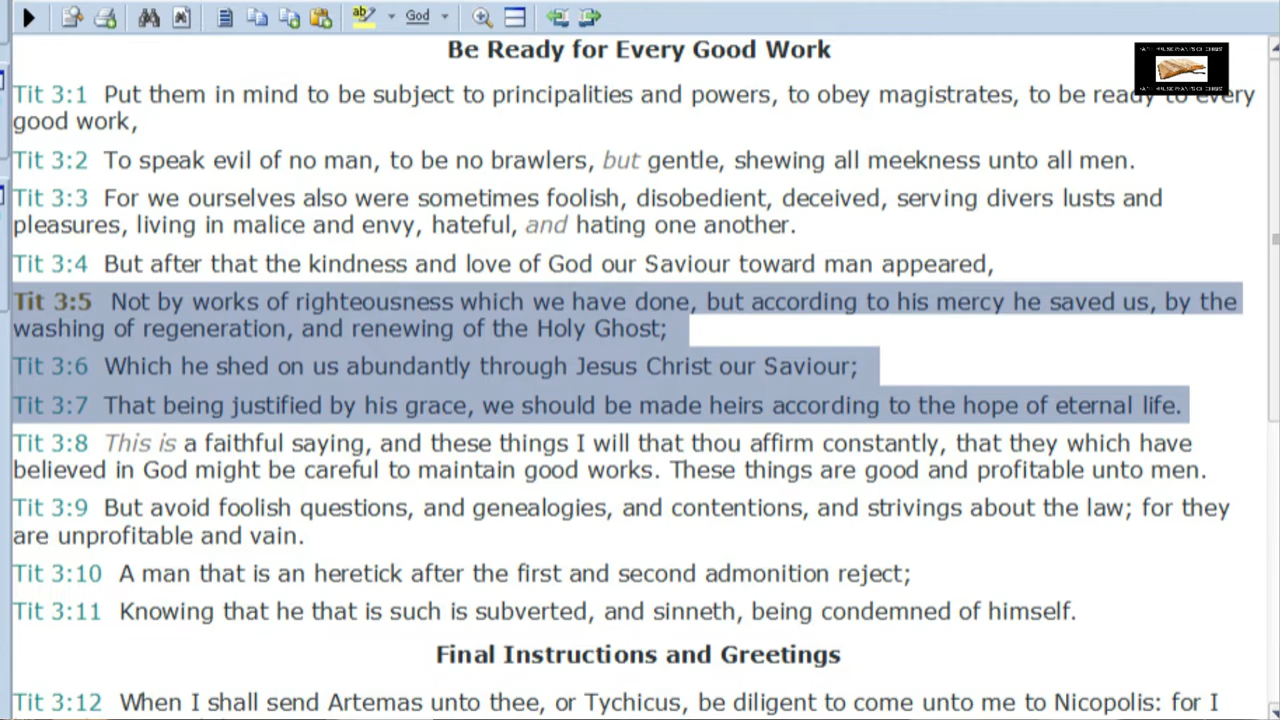 God
Be Ready for Every Good Work
Tit 3:1 Put them in mind to be subject to principalities and powers, to obey magistrates, to be ready to every
good work,
Tit 3:2 To speak evil of no man, to be no brawlers, but gentle, shewing all meekness unto all men.
Tit 3:3 For we ourselves also were sometimes foolish, disobedient, deceived, serving divers lusts and
pleasures, living in malice and envy, hateful, and hating one another.
Tit 3:4 But after that the kindness and love of God our Saviour toward man appeared,
Tit 3:5 Not by works of righteousness which we have done, but according to his mercy he saved us, by the
washing of regeneration, and renewing of the Holy Ghost;
Tit 3:6 Which he shed on us abundantly through Jesus Christ our Saviour;
Tit 3:7 That being justified by his grace, we should be made heirs according to the hope of eternal life.
Tit 3:8 This is a faithful saying, and these things I will that thou affirm constantly, that they which have
believed in God might be careful to maintain good works. These things are good and profitable unto men.
Tit 3:9 But avoid foolish questions, and genealogies, and contentions, and strivings about the law; for they
are unprofitable and vain.
Tit 3:10 A man that is an heretick after the first and second admonition reject;
Tit 3:11 Knowing that he that is such is subverted, and sinneth, being condemned of himself.
Final Instructions and Greetings
Tit 3:12 When I shall send Artemas unto thee, or Tychicus, be diligent to come unto me to Nicopolis: for I